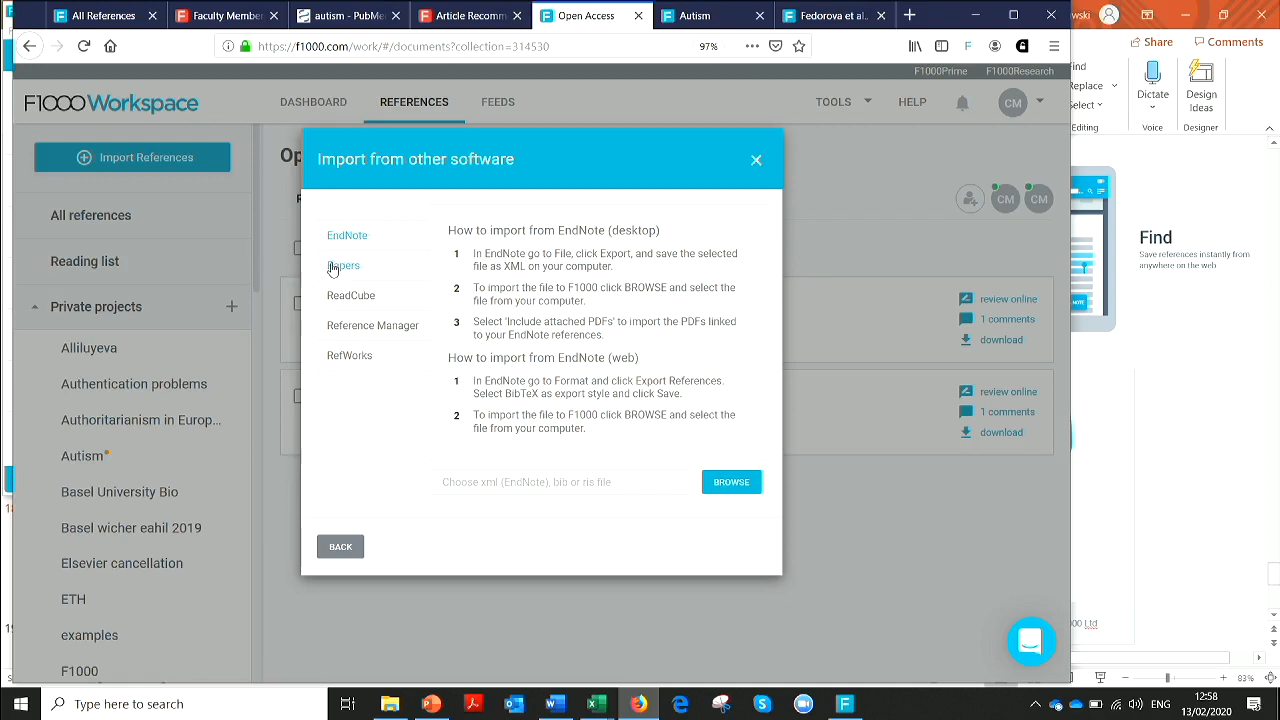 All References
Faculty Member
autism - PubMe
Article Recomm
Open Access
Autism
Fedorova et al.
ski
https://f1000.com/work/#/documents?collection=314530
97%
Share
Comments
F1000Prime
F1000Research
Find
Replace
Select
Editing
Dictate
Voice
Design
Ideas
Designer
F1000Workspace
DASHBOARD
REFERENCES
FEEDS
TOOLS
HELP
CM
Import References
All references
Reading list
Private projects
Alliluyeva
Authentication problems
Authoritarianism in Europ...
Autism
Basel University Bio
Basel wicher eahil 2019
Elsevier cancellation
ETH
examples
F1000
Op
R
CM
CM
Import from other software
EndNote
Papers
ReadCube
Reference Manager
RefWorks
How to import from EndNote (desktop)
1 In EndNote go to File, click Export, and save the selected
file as XML on your computer.
2 To import the file to F1000 click BROWSE and select the
file from your computer.
3 Select 'Include attached PDFs' to import the PDFs linked
to your EndNote references.
How to import from EndNote (web)
1 In EndNote go to Format and click Export References.
Select BibTeX as export style and click Save.
2 To import the file to F1000 click BROWSE and select the
file from your computer.
Choose xml (EndNote), bib or ris file
BROWSE
BACK
review online
1 comments
download
review online
1 comments
download
Find
Save references instantly from
anywhere on the web
NOTE
000 Ltd
83%
Type here to search
ENG
12:58
13/02/2020